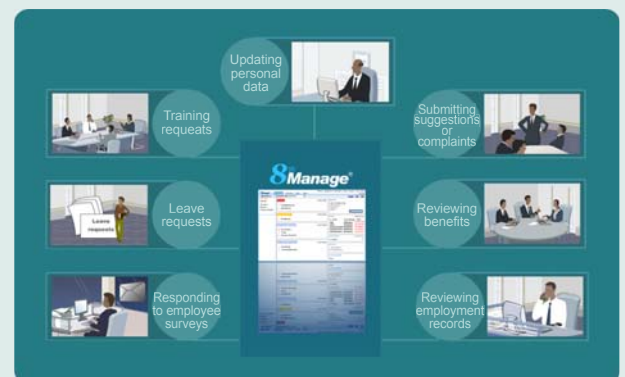 Updating
personal
data
Training
requeats
Submitting
suggestions
or
complaints
8Manage®
Leave
requests
Leave
requests
Reviewing
benefits
Responding
to employee
surveys
Reviewing
employment
records